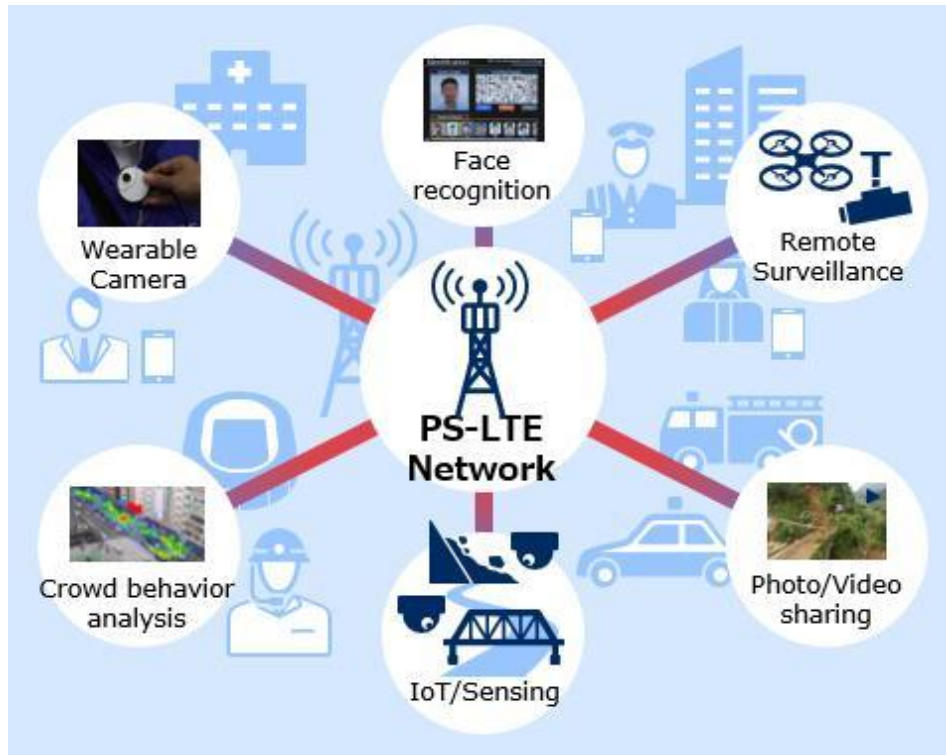 Face
recognition
Wearable
Camera
Remote
Surveillance
PS-LTE
Network
Crowd behavior
analysis
Photo/Video
sharing
IoT/Sensing